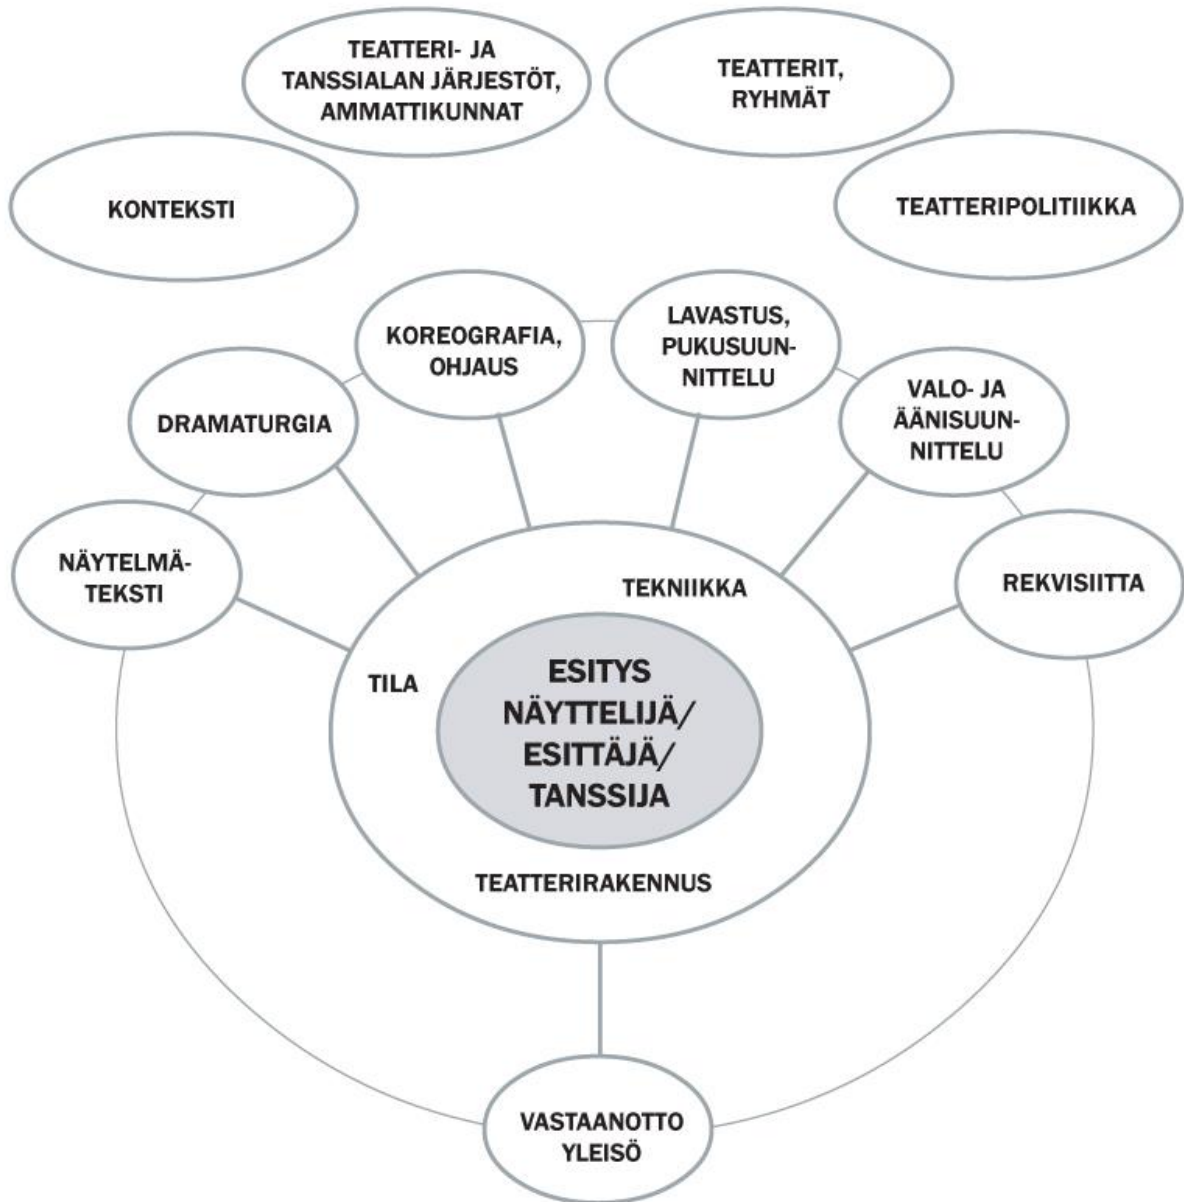 TEATTERI- JA
TANSSIALAN JÄRJESTÖT,
AMMATTIKUNNAT
TEATTERIT,
RYHMÄT
KONTEKSTI
TEATTERIPOLITIIKKA
KOREOGRAFIA,
OHJAUS
LAVASTUS,
PUKUSUUN-
NITTELU
DRAMATURGIA
VALO- JA
ÄÄNISUUN-
NITTELU
NÄYTELMÄ-
TEKSTI
REKVISIITTA
TEKNIIKKA
TILA
ESITYS
NÄYTTELIJÄ/
ESITTÄJÄ/
TANSSIJA
TEATTERIRAKENNUS
VASTAANOTTO
YLEISÖ